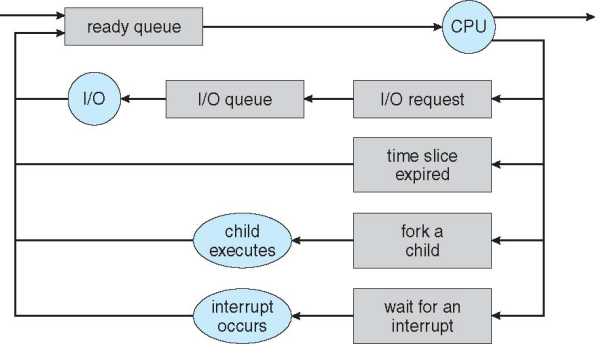 ready queue
CPU
I/O
I/O queue
I/O request
time slice
expired
child
executes
fork a
child
interrupt
occurs
wait for an
interrupt